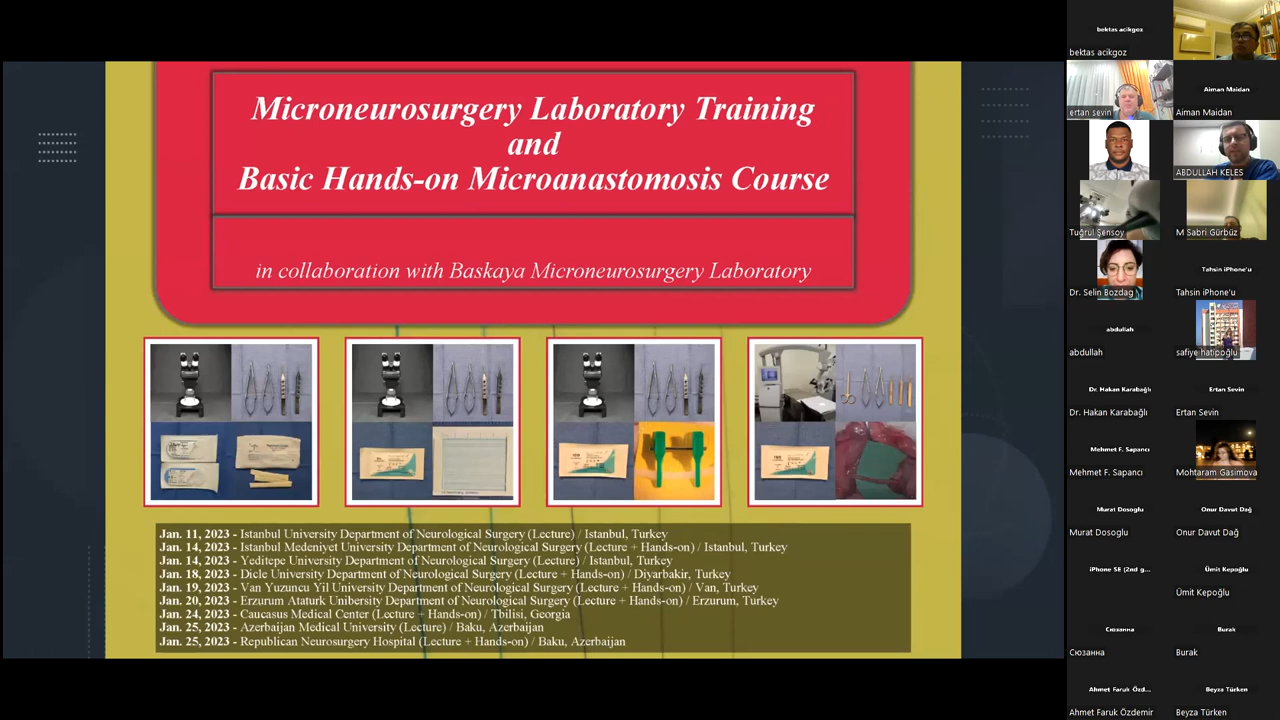 Microneurosurgery Laboratory Training
and
Basic Hands-on Microanastomosis Course
in collaboration with Baskaya Microneurosurgery Laboratory
Jan. 11, 2023 - Istanbul University Department of Neurological Surgery (Lecture) / Istanbul, Turkey
Jan. 14, 2023 - Istanbul Medeniyet University Department of Neurological Surgery (Lecture + Hands-on) / Istanbul, Turkey
Jan. 14, 2023 - Yeditepe University Department of Neurological Surgery (Lecture) / Istanbul, Turkey
Jan. 18, 2023 - Dicle University Department of Neurological Surgery (Lecture + Hands-on) / Diyarbakir, Turkey
Jan. 19, 2023 - Van Yuzuncu Yil University Department of Neurological Surgery (Lecture + Hands-on) / Van, Turkey
Jan. 20, 2023 - Erzurum Ataturk Unibersity Department of Neurological Surgery (Lecture + Hands-on) / Erzurum, Turkey
Jan. 24, 2023 - Caucasus Medical Center (Lecture + Hands-on) / Tbilisi, Georgia
Jan. 25, 2023 - Azerbaijan Medical University (Lecture) / Baku, Azerbaijan
Jan. 25, 2023 - Republican Neurosurgery Hospital (Lecture + Hands-on) / Baku, Azerbaijan
bektas acikgoz
bektas acikgoz
ertan sevin
Aiman Maidan
Aiman Maidan
ABDULLAH KELES
Tuğrul Şensoy
M Sabri Gürbüz
Dr. Selin Bozdag
Tahsin iPhone'u
Tahsin iPhone'u
abdullah
abdullah
safiye hatipoğlu
Dr. Hakan Karabağlı
Dr. Hakan Karabağlı
Ertan Sevin
Ertan Sevin
Mehmet F. Sapancı
Mehmet F. Sapancı
Mohtaram Gasimova
Murat Dosoglu
Murat Dosoglu
Onur Davut Dağ
Onur Davut Dağ
iPhone SE (2nd g...
Ümit Kepoğlu
Ümit Kepoğlu
Сюзанна
Сюзанна
Burak
Burak
Ahmet Faruk Özd...
Ahmet Faruk Özdemir
Beyza Türken
Beyza Türken